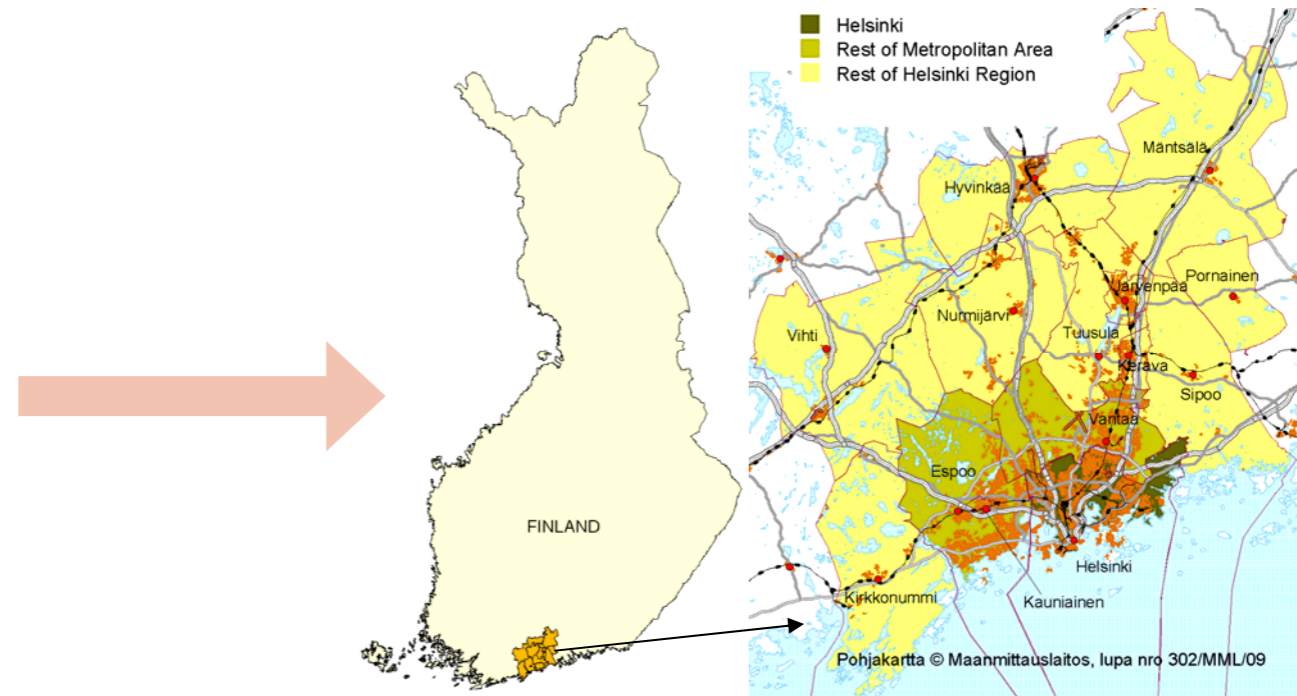 Helsinki
Rest of Metropolitan Area
Rest of Helsinki Region
Mäntsälä
Hyvinkää
Pornainen
Järvenpää
Nurmijärvi
Tuusula
Vihti
Kerava
Sipoo
Vantaa
Espoo
FINLAND
Helsinki
Kirkkonummi
Kauniainen
Pohjakartta © Maanmittauslaitos, lupa nro 302/MML/09